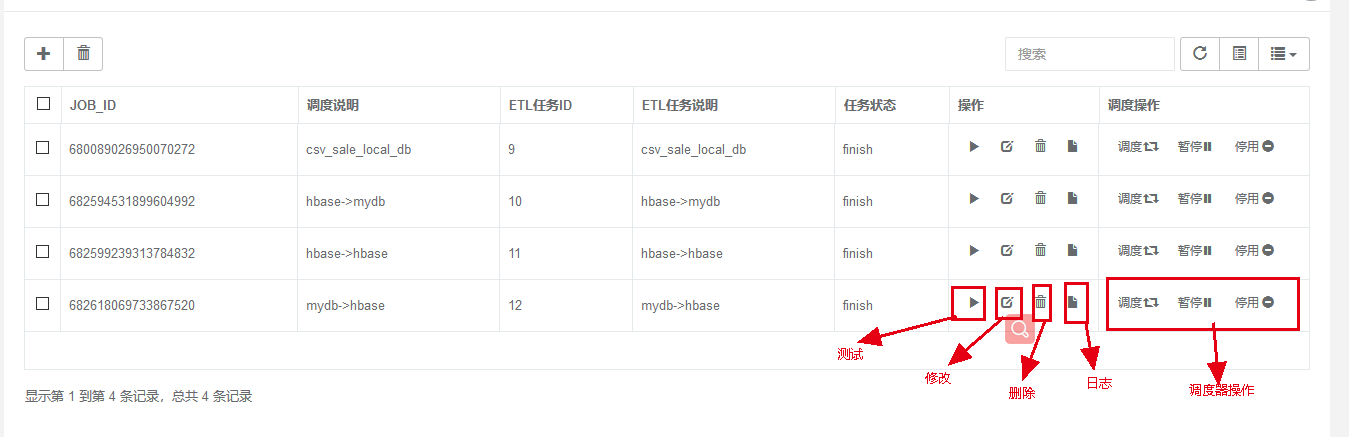 搜索
JOB_ID 调度说明 ETL任务ID ETL任务说明 任务状态 操作 调度操作
680089026950070272 csv_sale_local_db 9 csv_sale_local_db finish 调度 暂停 停用
682594531899604992 hbase->mydb 10 hbase->mydb finish 调度 暂停 停用
682599239313784832 hbase->hbase 11 hbase->hbase finish 调度 暂停 停用
682618069733867520 mydb->hbase 12 mydb->hbase finish 调度 暂停 停用
测试
修改
删除
日志
调度器操作
显示第 1 到第 4 条记录，总共 4 条记录